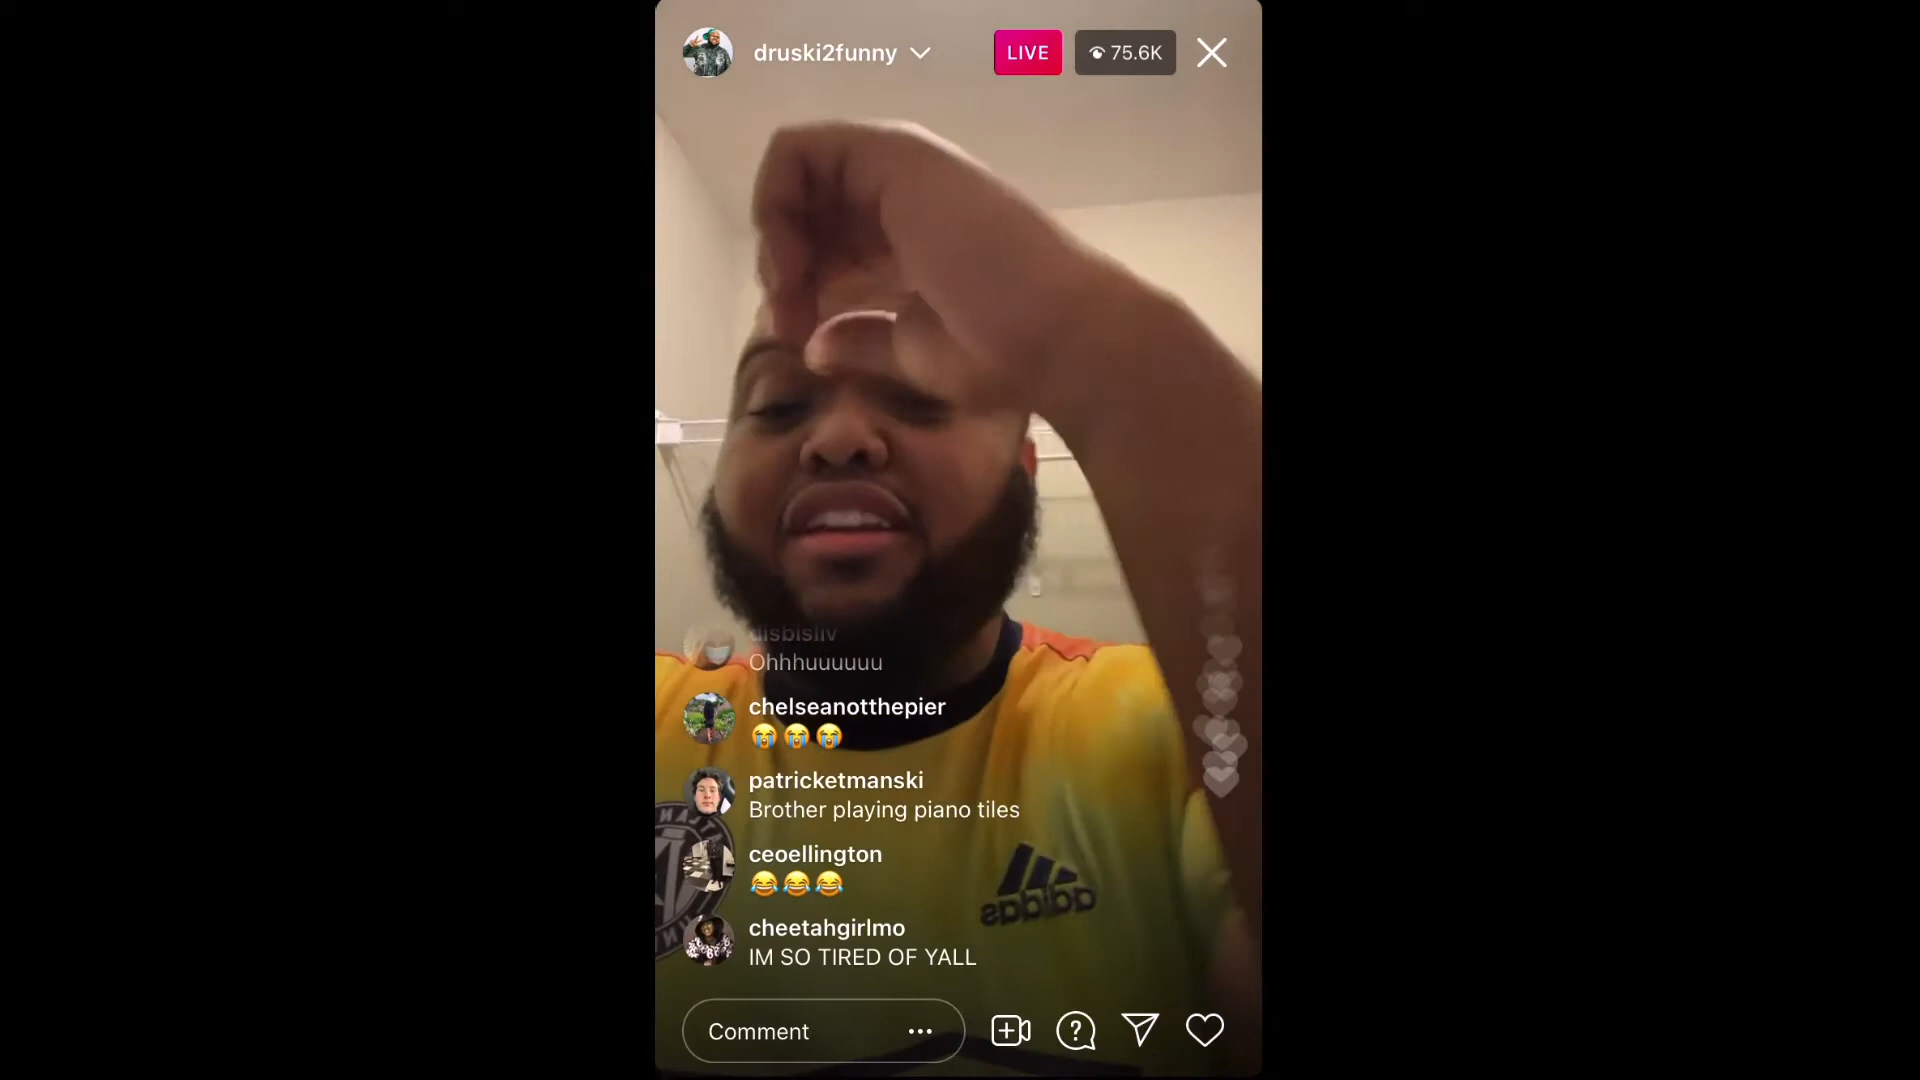 druski2funny
LIVE
75.6K
disbisliv
Ohhhuuuuuu
chelseanotthepier
😭😭😭
patricketmanski
Brother playing piano tiles
ceoellington
😂😂😂
cheetahgirlmo
IM SO TIRED OF YALL
adidas
Comment